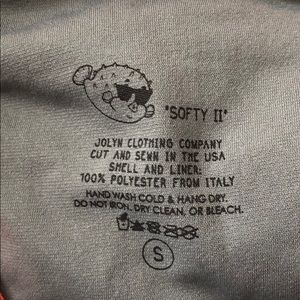 "SOFTY II"
JOLYN CLOTHING COMPANY
CUT AND SEWN IN THE USA
SMELL AND LINER:
100% POLYESTER FROM ITALY
HAND WASH COLD & HANG DRY.
DO NOT IRON, DRY CLEAN, OR BLEACH.
S